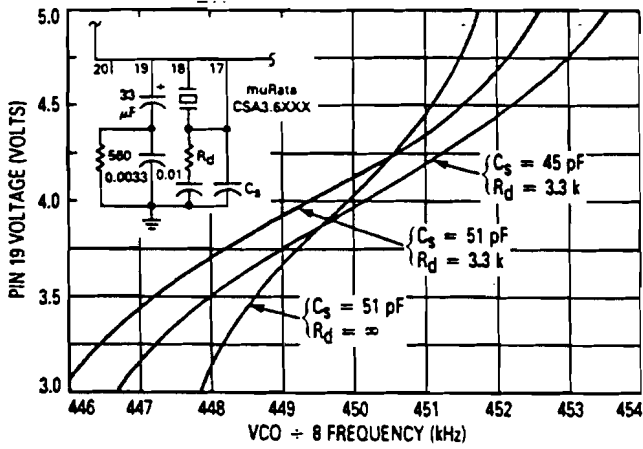 5.0
4.5
4.0
3.5
3.0
PIN 19 VOLTAGE (VOLTS)
20 19 18 17
33
µF
+
muRata
CSA3.6XXX
560
0.0033
0.01
Rd
Cs
Cs = 45 pF
Rd = 3.3 k
Cs = 51 pF
Rd = 3.3 k
Cs = 51 pF
Rd = ∞
446 447 448 449 450 451 452 453 454
VCO ÷ 8 FREQUENCY (kHz)